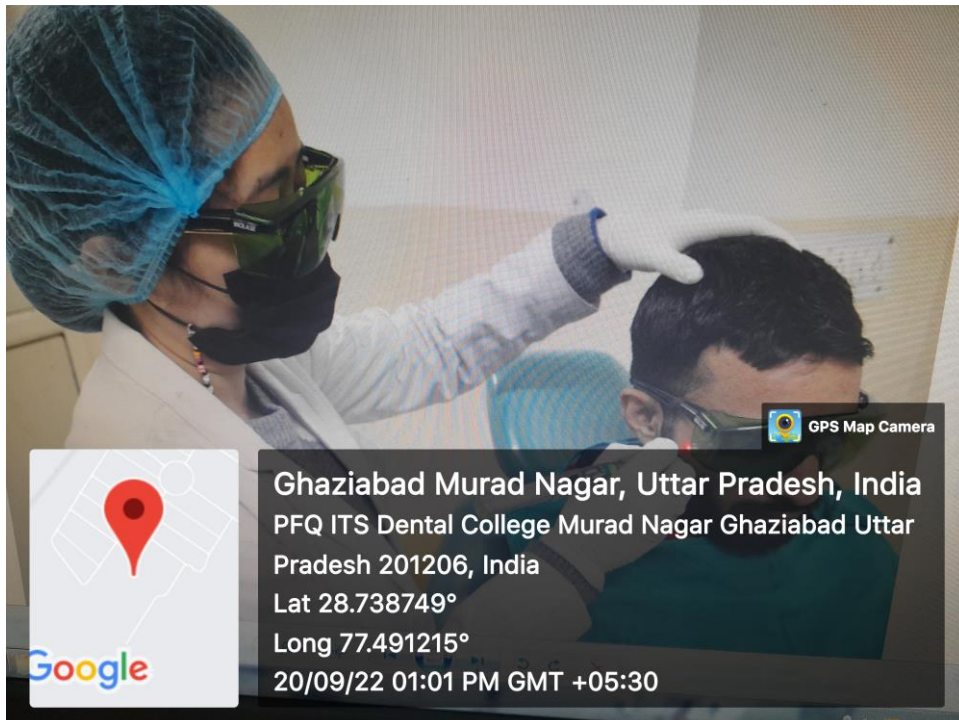 GPS Map Camera
Ghaziabad Murad Nagar, Uttar Pradesh, India
PFQ ITS Dental College Murad Nagar Ghaziabad Uttar
Pradesh 201206, India
Lat 28.738749°
Long 77.491215°
20/09/22 01:01 PM GMT +05:30
Google